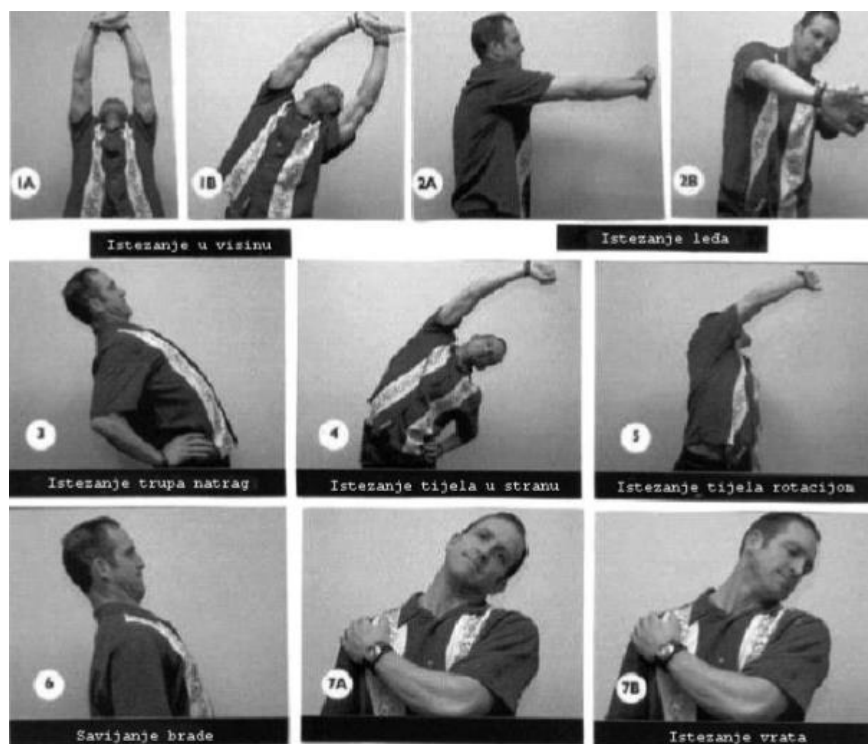 1A
1B
2A
2B
Istezanje u visinu
Istezanje leđa
3
4
5
Istezanje trupa natrag
Istezanje tijela u stranu
Istezanje tijela rotacijom
6
7A
7B
Savijanje brade
Istezanje vrata